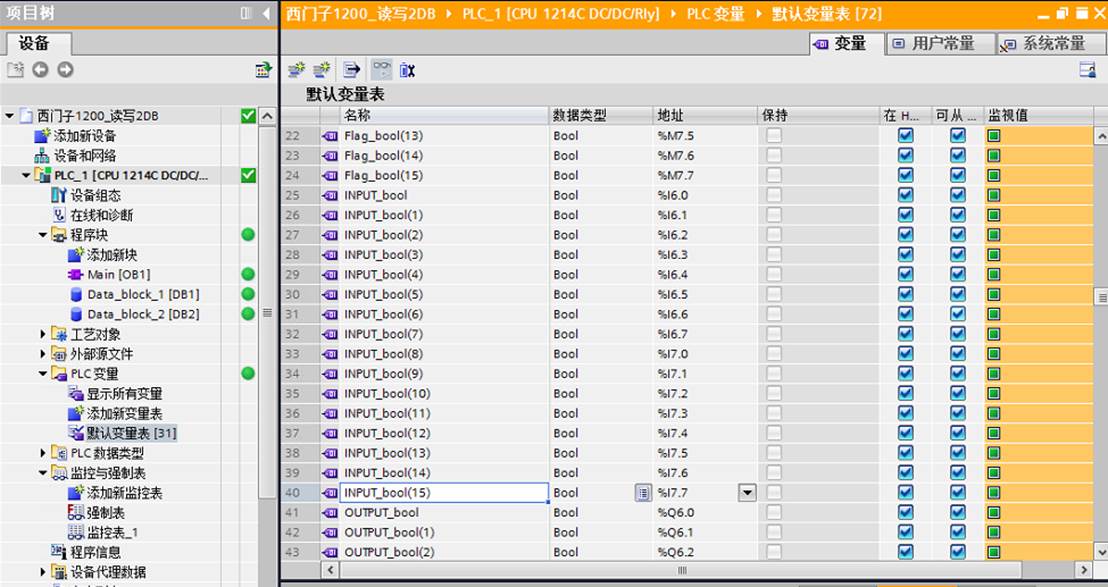 项目树
西门子1200_读写2DB ▸ PLC_1 [CPU 1214C DC/DC/Rly] ▸ PLC 变量 ▸ 默认变量表 [72]
设备
变量 用户常量 系统常量
默认变量表
西门子1200_读写2DB
添加新设备
设备和网络
PLC_1 [CPU 1214C DC/DC/...
设备组态
在线和诊断
程序块
添加新块
Main [OB1]
Data_block_1 [DB1]
Data_block_2 [DB2]
工艺对象
外部源文件
PLC 变量
显示所有变量
添加新变量表
默认变量表 [31]
PLC 数据类型
监控与强制表
添加新监控表
强制表
监控表_1
程序信息
设备代理数据
名称 数据类型 地址 保持 在 H... 可从 ... 监视值
22 Flag_bool(13) Bool %M7.5
23 Flag_bool(14) Bool %M7.6
24 Flag_bool(15) Bool %M7.7
25 INPUT_bool Bool %I6.0
26 INPUT_bool(1) Bool %I6.1
27 INPUT_bool(2) Bool %I6.2
28 INPUT_bool(3) Bool %I6.3
29 INPUT_bool(4) Bool %I6.4
30 INPUT_bool(5) Bool %I6.5
31 INPUT_bool(6) Bool %I6.6
32 INPUT_bool(7) Bool %I6.7
33 INPUT_bool(8) Bool %I7.0
34 INPUT_bool(9) Bool %I7.1
35 INPUT_bool(10) Bool %I7.2
36 INPUT_bool(11) Bool %I7.3
37 INPUT_bool(12) Bool %I7.4
38 INPUT_bool(13) Bool %I7.5
39 INPUT_bool(14) Bool %I7.6
40 INPUT_bool(15) Bool %I7.7
41 OUTPUT_bool Bool %Q6.0
42 OUTPUT_bool(1) Bool %Q6.1
43 OUTPUT_bool(2) Bool %Q6.2